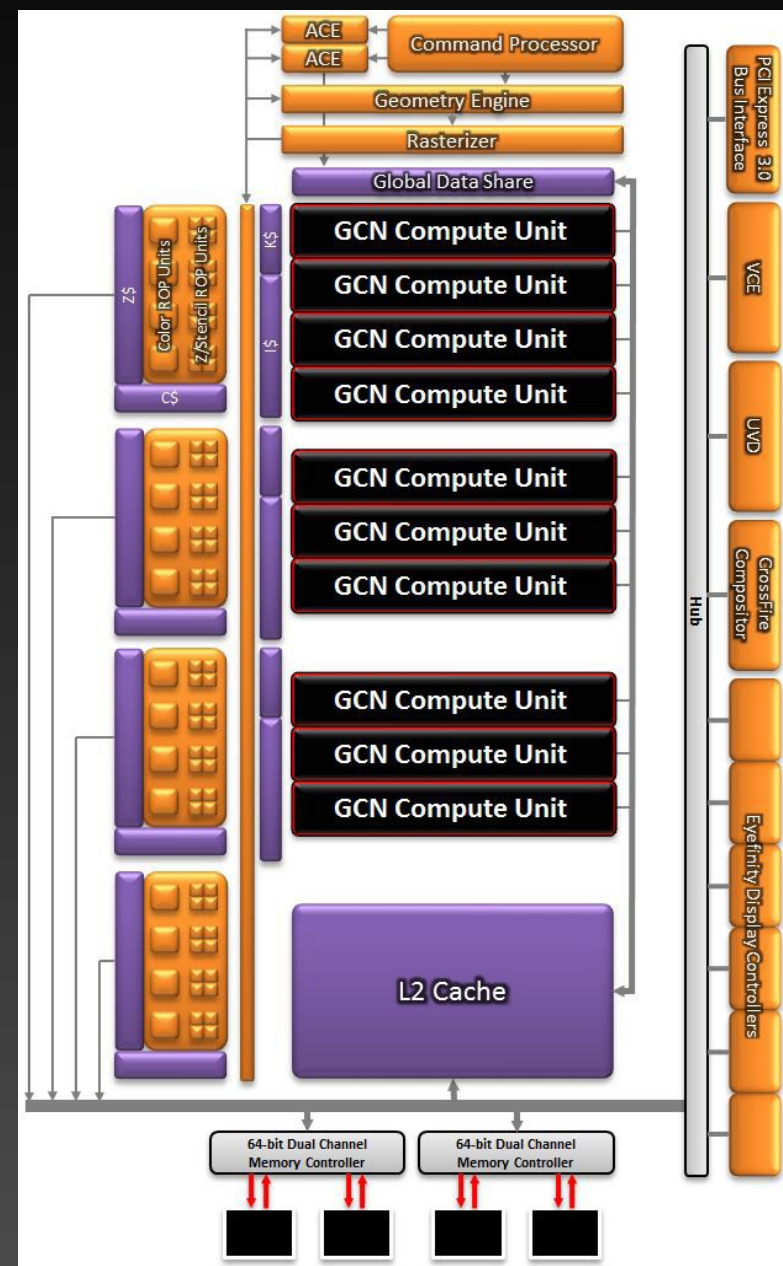 ACE
ACE
Command Processor
Geometry Engine
Rasterizer
Global Data Share
Z$
Color ROP Units
Z/Stencil ROP Units
C$
K$
I$
GCN Compute Unit
GCN Compute Unit
GCN Compute Unit
GCN Compute Unit
GCN Compute Unit
GCN Compute Unit
GCN Compute Unit
GCN Compute Unit
GCN Compute Unit
GCN Compute Unit
L2 Cache
64-bit Dual Channel
Memory Controller
64-bit Dual Channel
Memory Controller
Hub
PCI Express 3.0
Bus Interface
VCE
UVD
CrossFire
Compositor
Eyefinity Display Controllers